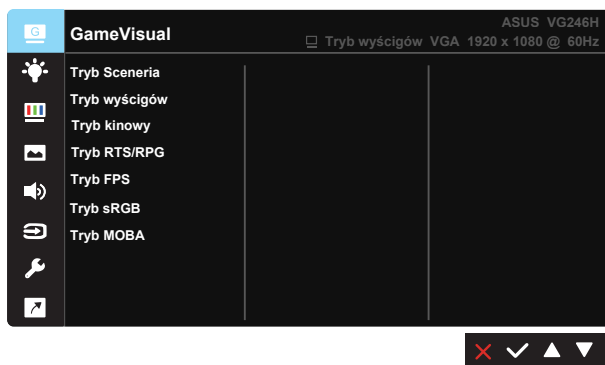 G
GameVisual
ASUS VG246H
Tryb wyścigów VGA 1920 x 1080 @ 60Hz
Tryb Sceneria
Tryb wyścigów
Tryb kinowy
Tryb RTS/RPG
Tryb FPS
Tryb sRGB
Tryb MOBA